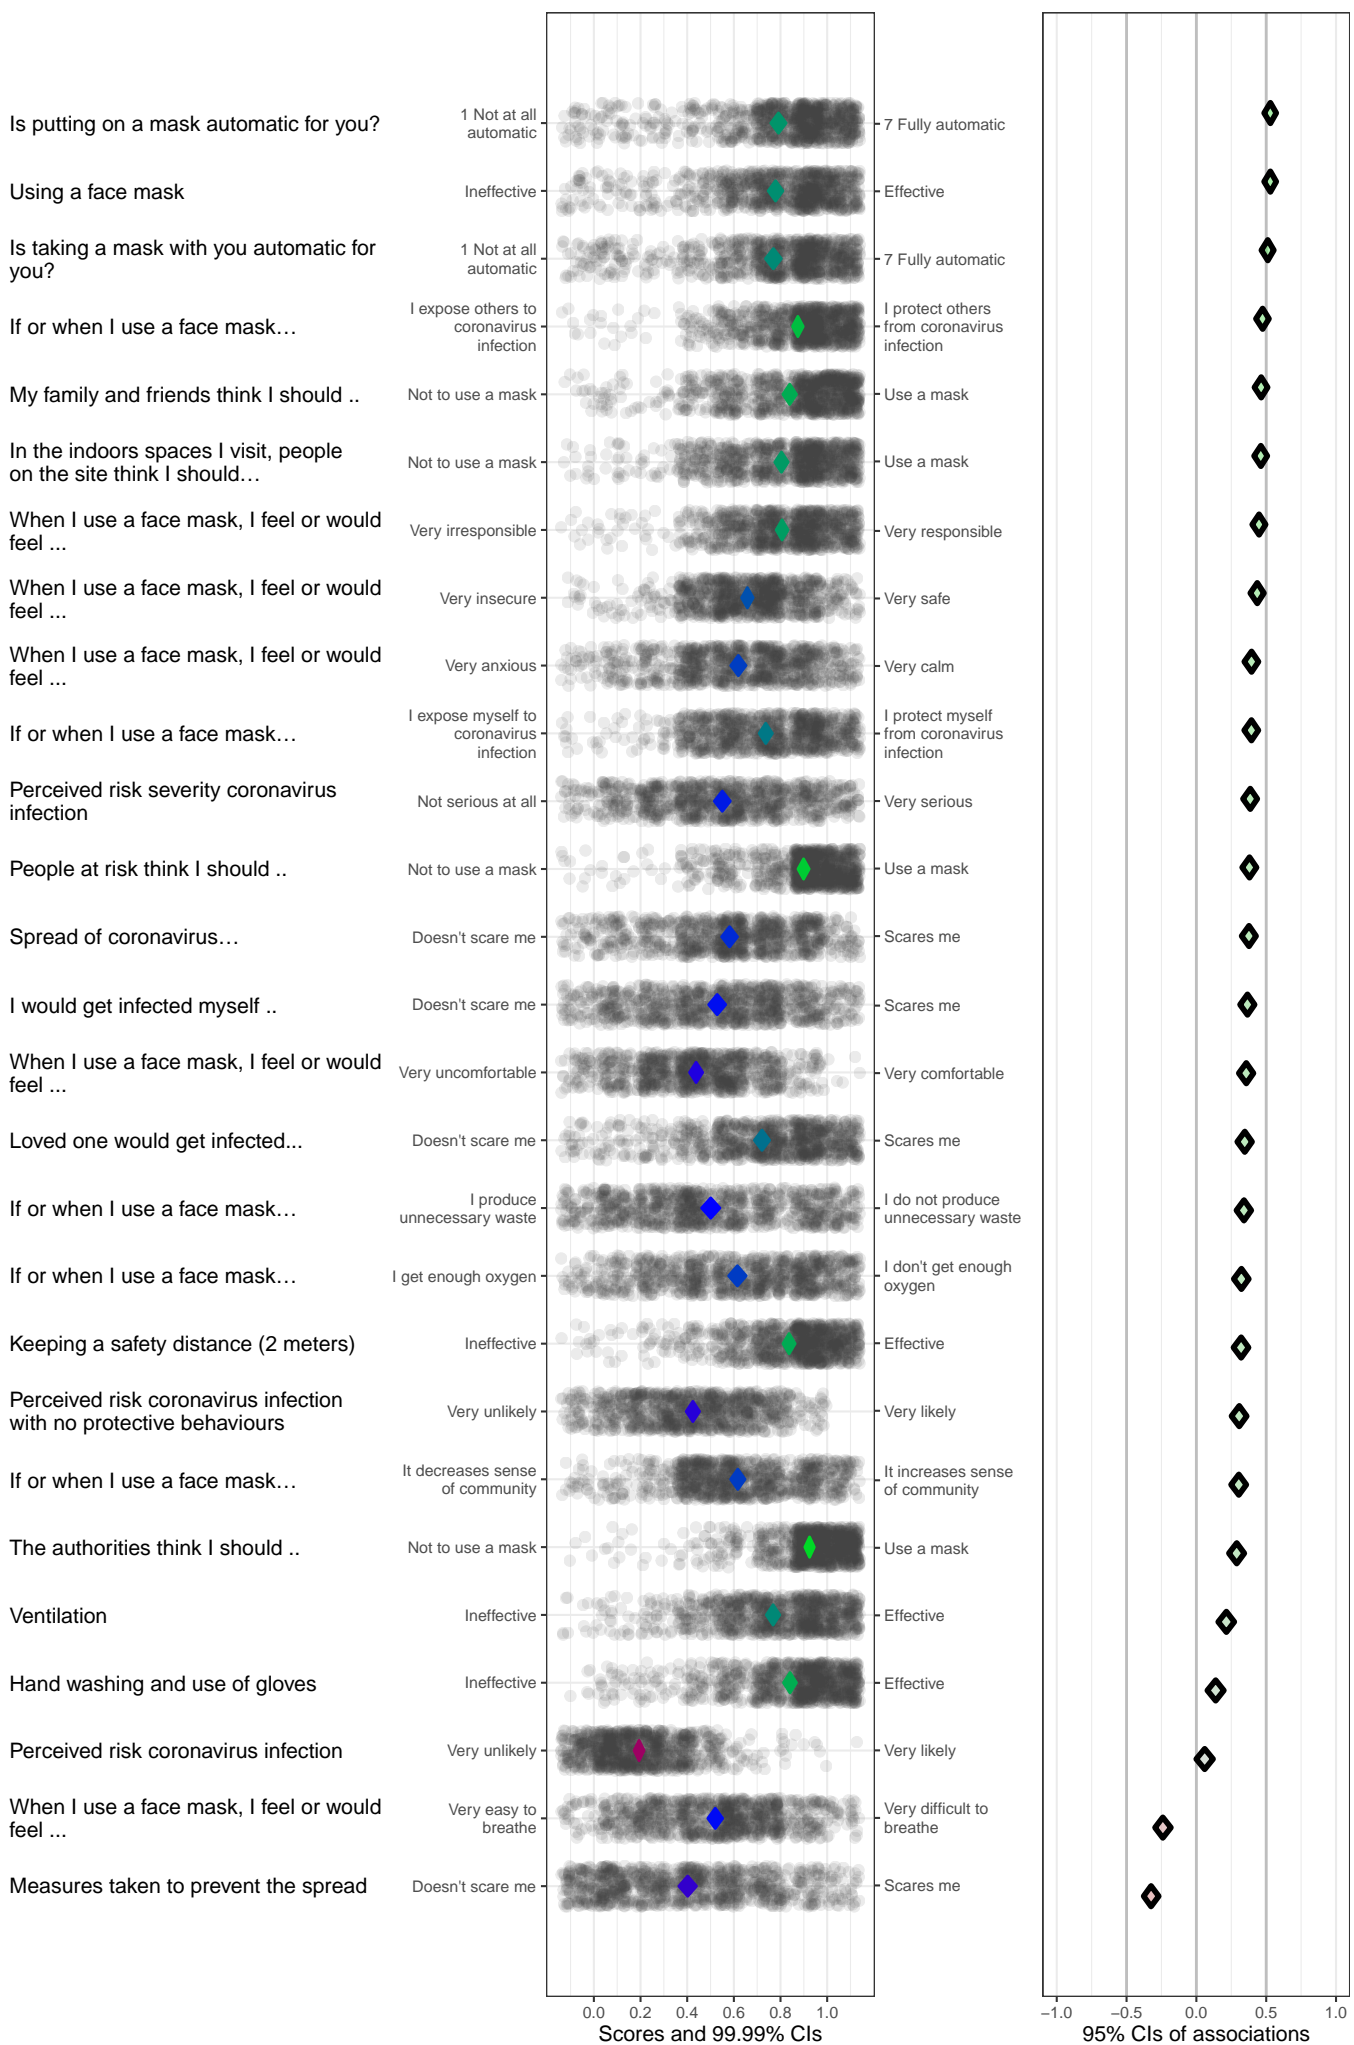 Is putting on a mask automatic for you?
1 Not at all
automatic
7 Fully automatic
Using a face mask
Ineffective
Effective
Is taking a mask with you automatic for
you?
1 Not at all
automatic
7 Fully automatic
If or when I use a face mask…
I expose others to
coronavirus
infection
I protect others
from coronavirus
infection
My family and friends think I should ..
Not to use a mask
Use a mask
In the indoors spaces I visit, people
on the site think I should…
Not to use a mask
Use a mask
When I use a face mask, I feel or would
feel ...
Very irresponsible
Very responsible
When I use a face mask, I feel or would
feel ...
Very insecure
Very safe
When I use a face mask, I feel or would
feel ...
Very anxious
Very calm
If or when I use a face mask…
I expose myself to
coronavirus
infection
I protect myself
from coronavirus
infection
Perceived risk severity coronavirus
infection
Not serious at all
Very serious
People at risk think I should ..
Not to use a mask
Use a mask
Spread of coronavirus…
Doesn't scare me
Scares me
I would get infected myself ..
Doesn't scare me
Scares me
When I use a face mask, I feel or would
feel ...
Very uncomfortable
Very comfortable
Loved one would get infected...
Doesn't scare me
Scares me
If or when I use a face mask…
I produce
unnecessary waste
I do not produce
unnecessary waste
If or when I use a face mask…
I get enough oxygen
I don't get enough
oxygen
Keeping a safety distance (2 meters)
Ineffective
Effective
Perceived risk coronavirus infection
with no protective behaviours
Very unlikely
Very likely
If or when I use a face mask…
It decreases sense
of community
It increases sense
of community
The authorities think I should ..
Not to use a mask
Use a mask
Ventilation
Ineffective
Effective
Hand washing and use of gloves
Ineffective
Effective
Perceived risk coronavirus infection
Very unlikely
Very likely
When I use a face mask, I feel or would
feel ...
Very easy to
breathe
Very difficult to
breathe
Measures taken to prevent the spread
Doesn't scare me
Scares me
0.0 0.2 0.4 0.6 0.8 1.0
Scores and 99.99% CIs
−1.0 −0.5 0.0 0.5 1.0
95% CIs of associations